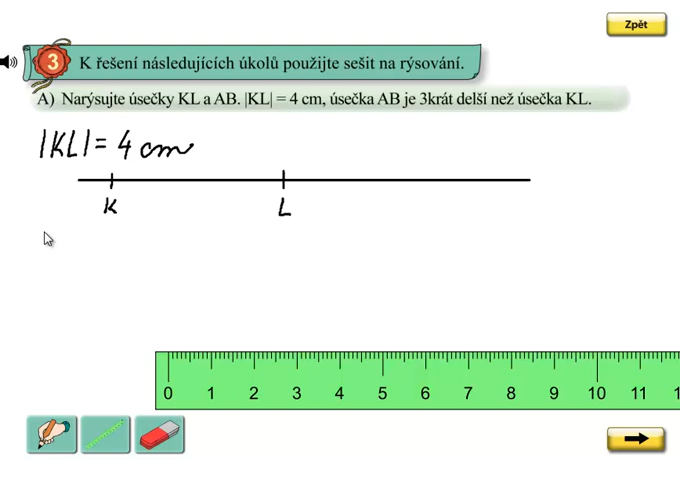 Zpět
3 K řešení následujících úkolů použijte sešit na rýsování.
A) Narýsujte úsečky KL a AB. |KL| = 4 cm, úsečka AB je 3krát delší než úsečka KL.
|KL| = 4 cm
K L
0 1 2 3 4 5 6 7 8 9 10 11 1